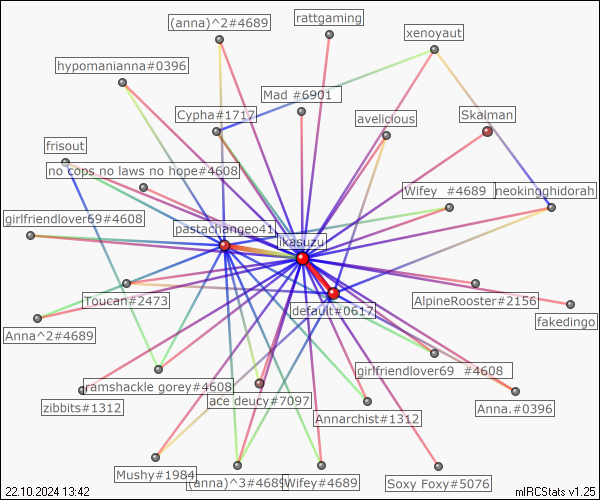 (anna)^2#4689
rattgaming
xenoyaut
hypomanianna#0396
Mad #6901
Cypha#1717
avelicious
Skalman
frisout
no cops no laws no hope#4608
Wifey #4689
neokingghidorah
girlfriendlover69#4608
pastachangeo41
ikasuzu
Toucan#2473
default#0617
AlpineRooster#2156
fakedingo
Anna^2#4689
girlfriendlover69 #4608
ramshackle gorey#4608
zibbits#1312
ace deucy#7097
Annarchist#1312
Anna.#0396
Mushy#1984
(anna)^3#4689
Wifey#4689
Soxy Foxy#5076
22.10.2024 13:42
mIRCStats v1.25